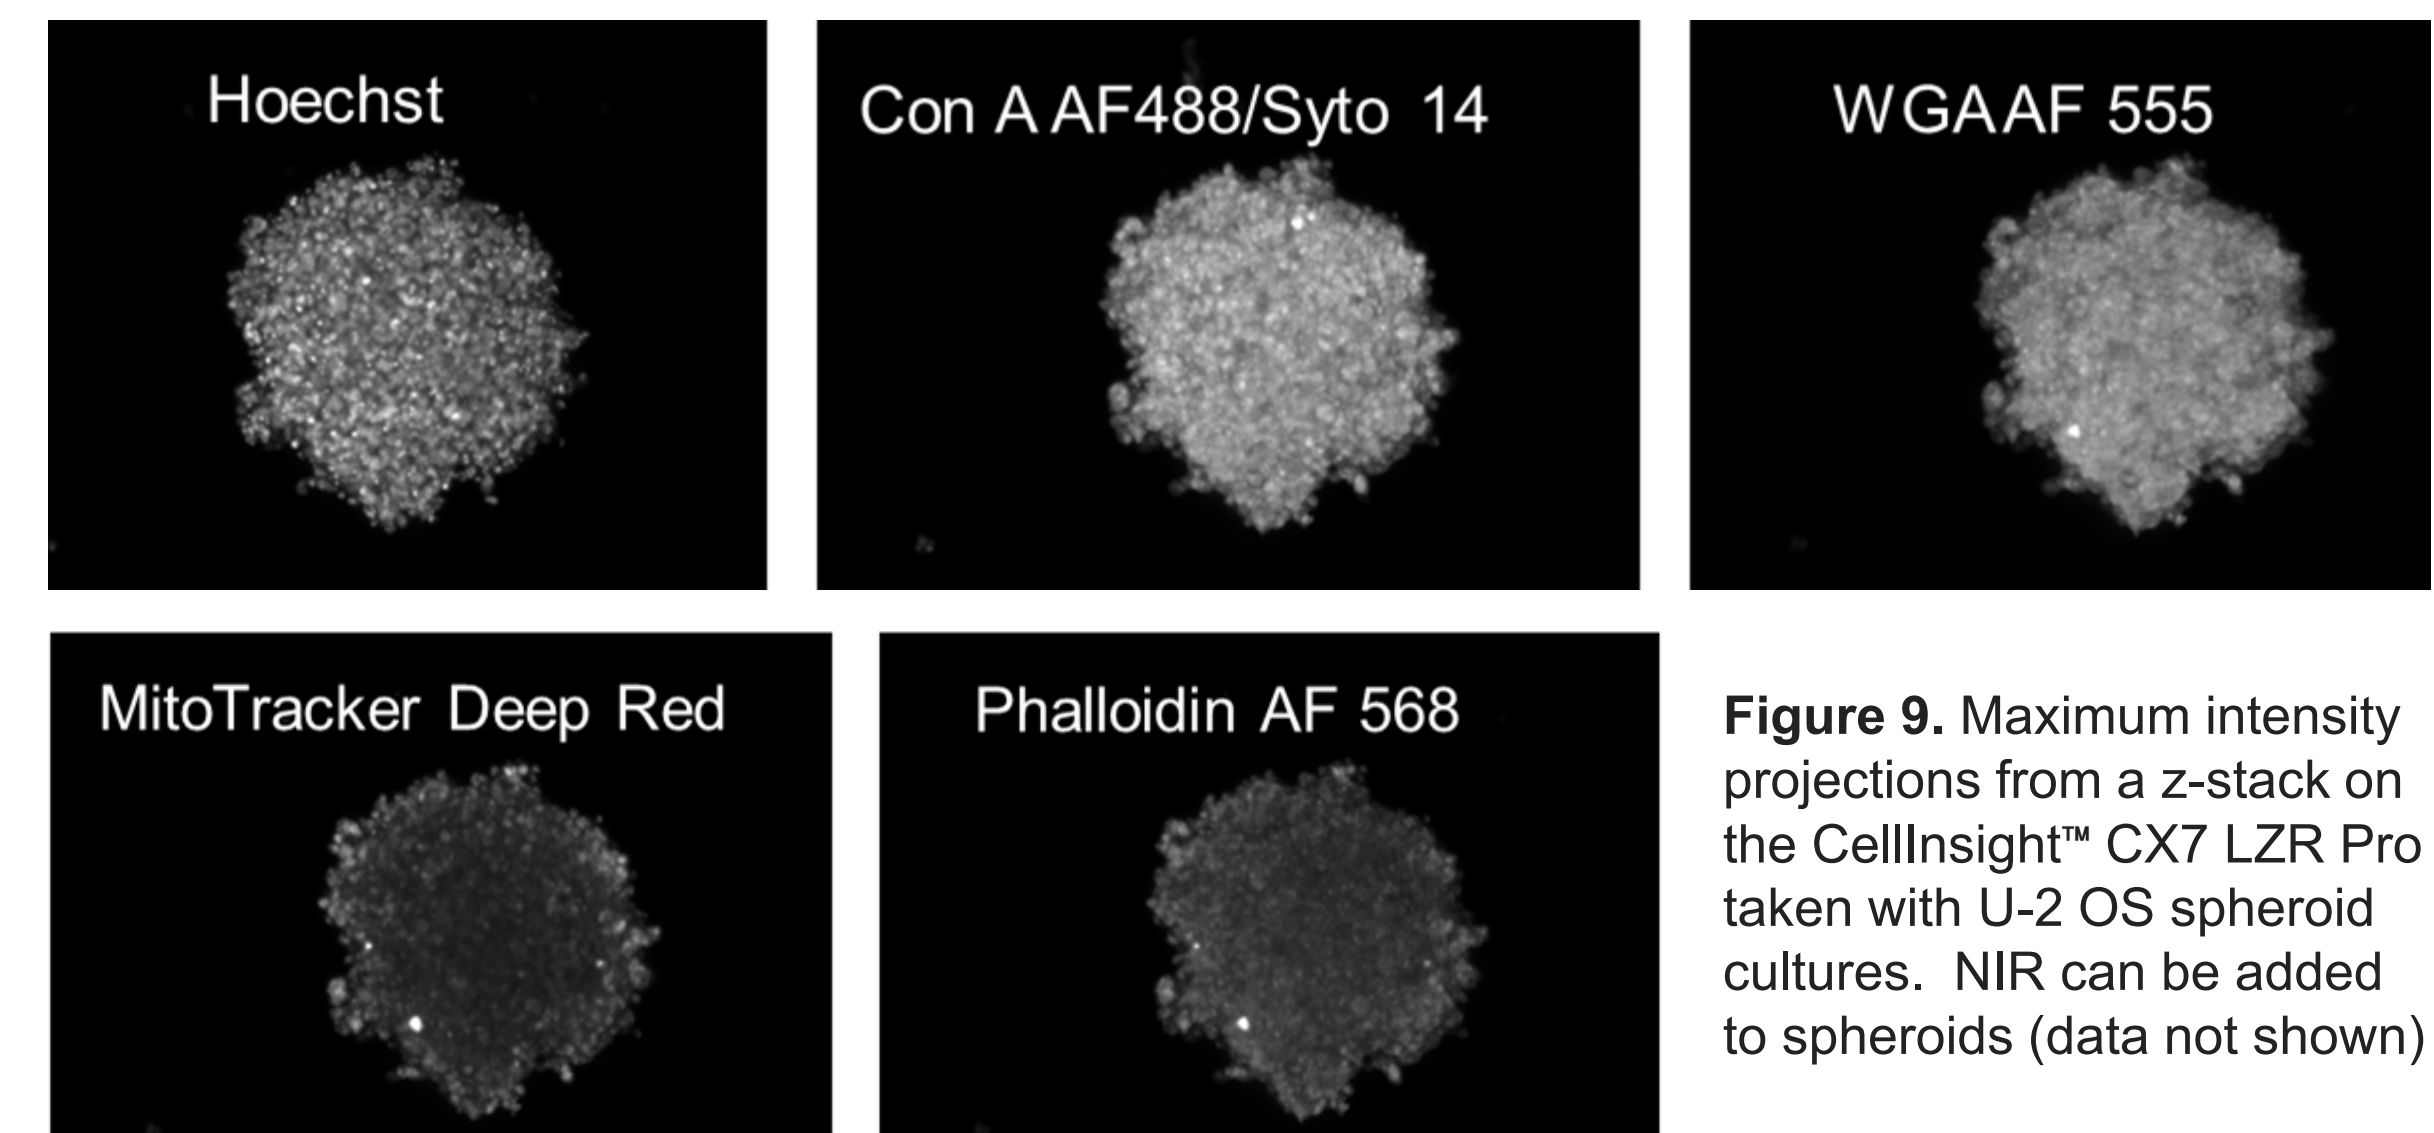 Hoechst
Con A AF488/Syto 14
WGA AF 555
MitoTracker Deep Red
Phalloidin AF 568
Figure 9. Maximum intensity
projections from a z-stack on
the CellInsight™ CX7 LZR Pro
taken with U-2 OS spheroid
cultures. NIR can be added
to spheroids (data not shown)